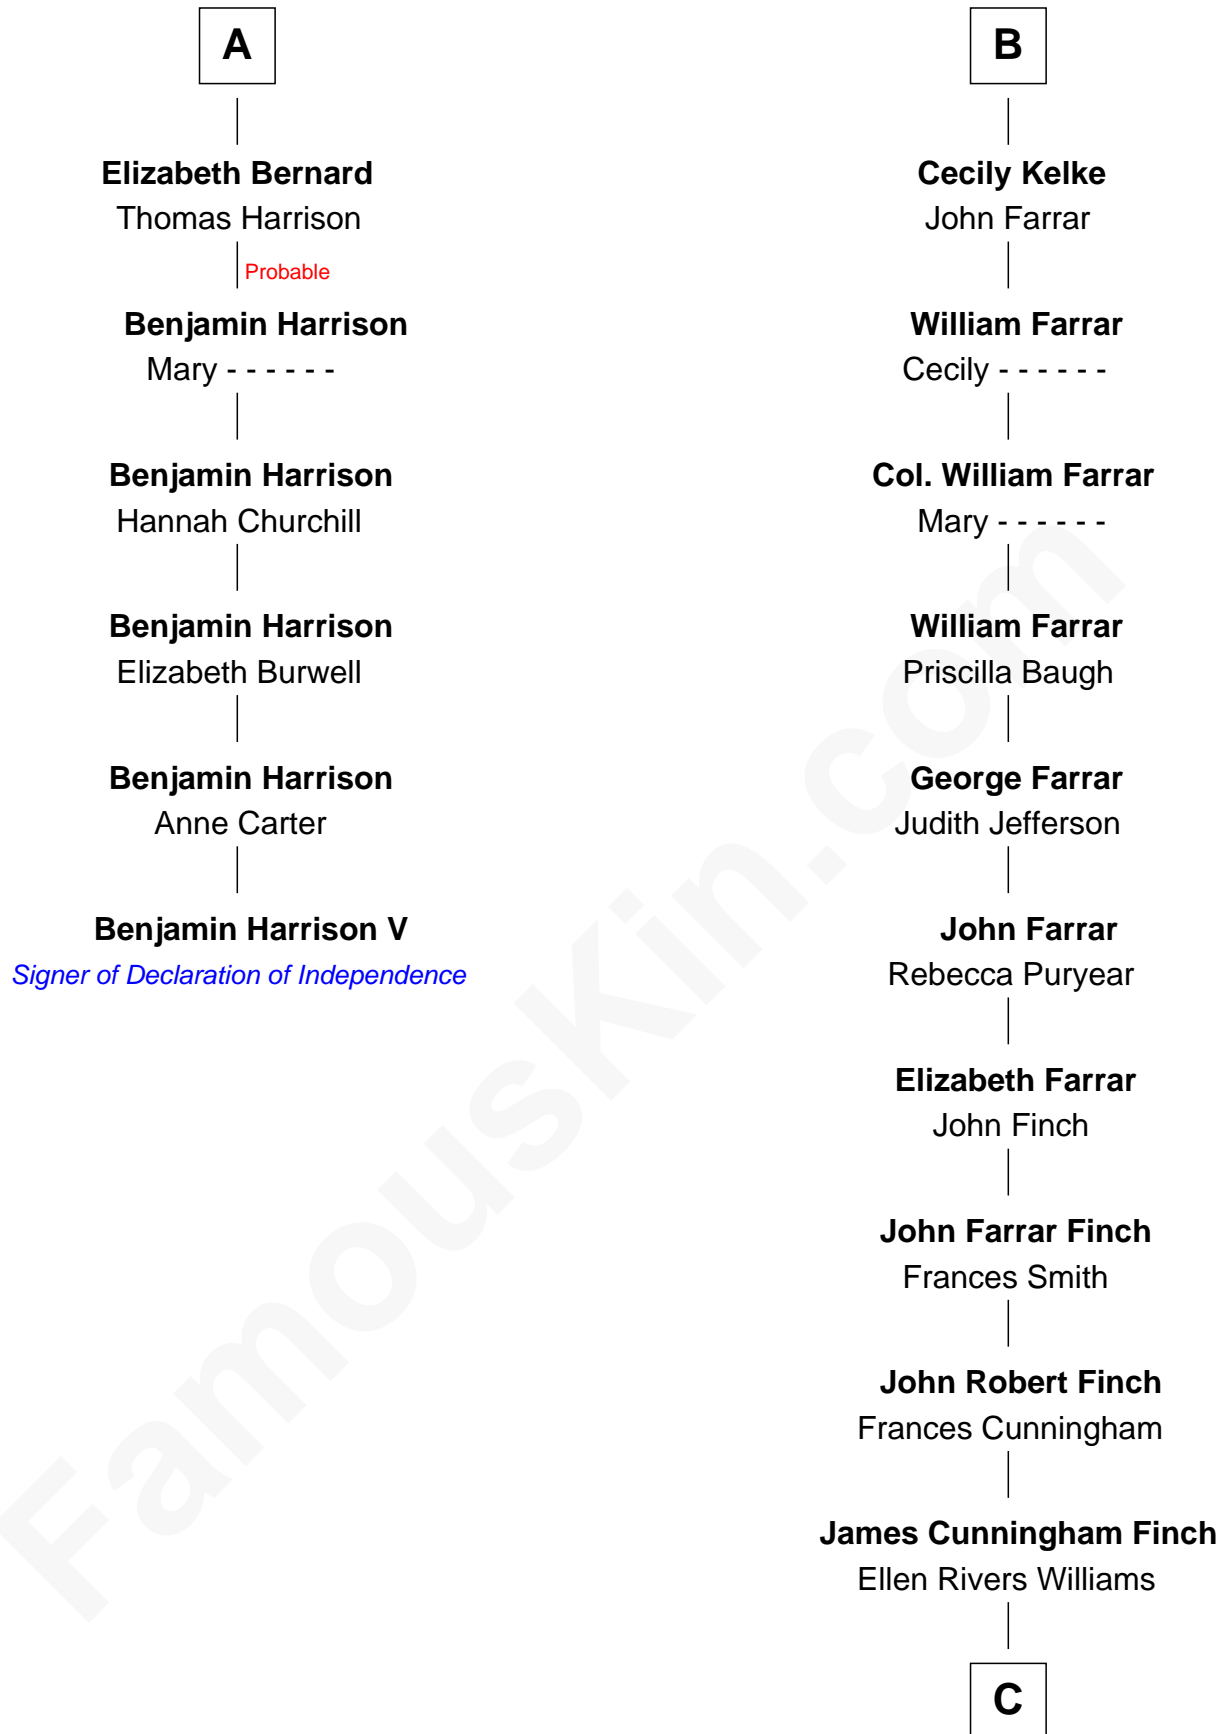 A
Elizabeth Bernard
Thomas Harrison
Probable
Benjamin Harrison
Mary - - - - - -
Benjamin Harrison
Hannah Churchill
Benjamin Harrison
Elizabeth Burwell
Benjamin Harrison
Anne Carter
Benjamin Harrison V
Signer of Declaration of Independence
B
Cecily Kelke
John Farrar
William Farrar
Cecily - - - - - -
Col. William Farrar
Mary - - - - - -
William Farrar
Priscilla Baugh
George Farrar
Judith Jefferson
John Farrar
Rebecca Puryear
Elizabeth Farrar
John Finch
John Farrar Finch
Frances Smith
John Robert Finch
Frances Cunningham
James Cunningham Finch
Ellen Rivers Williams
C
FamousKin.com